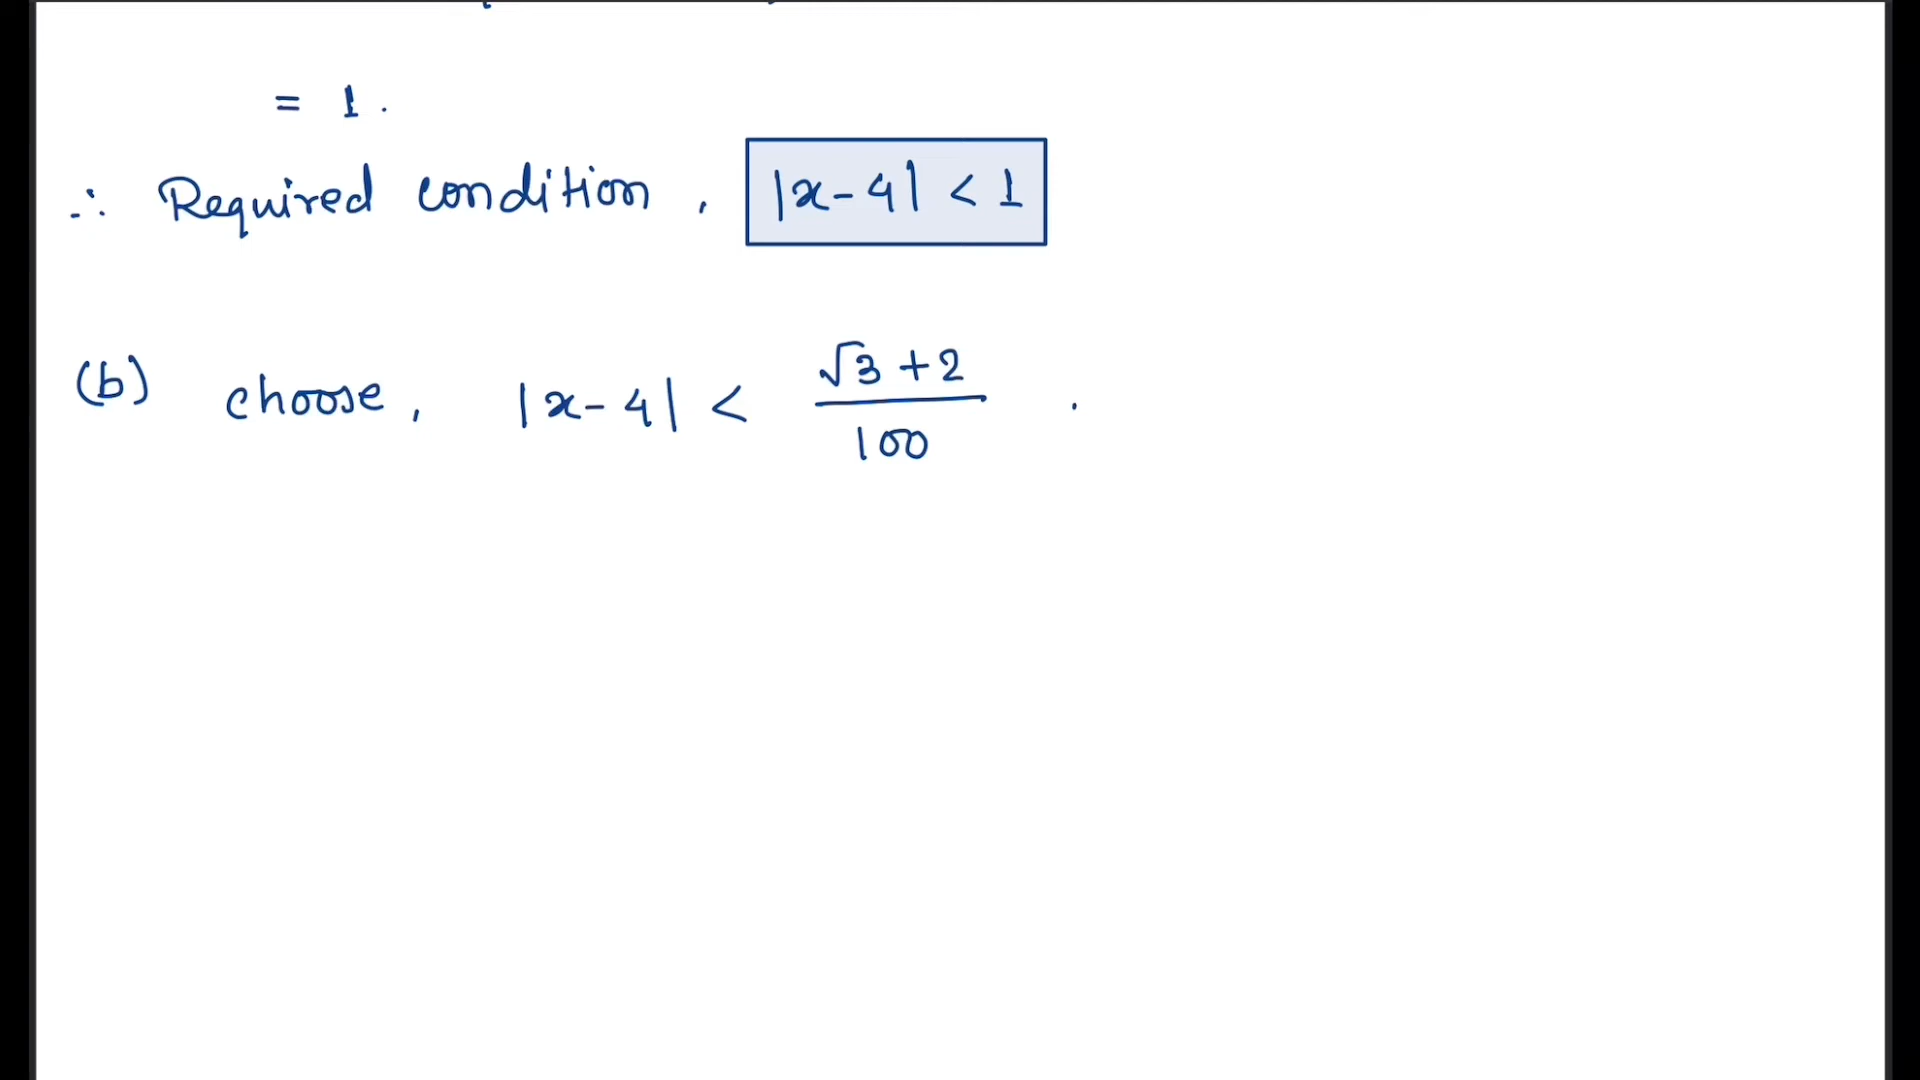 = 1.
∴ Required condition, |x-4| < 1
(b) choose, |x-4| < (√3+2)/100 .